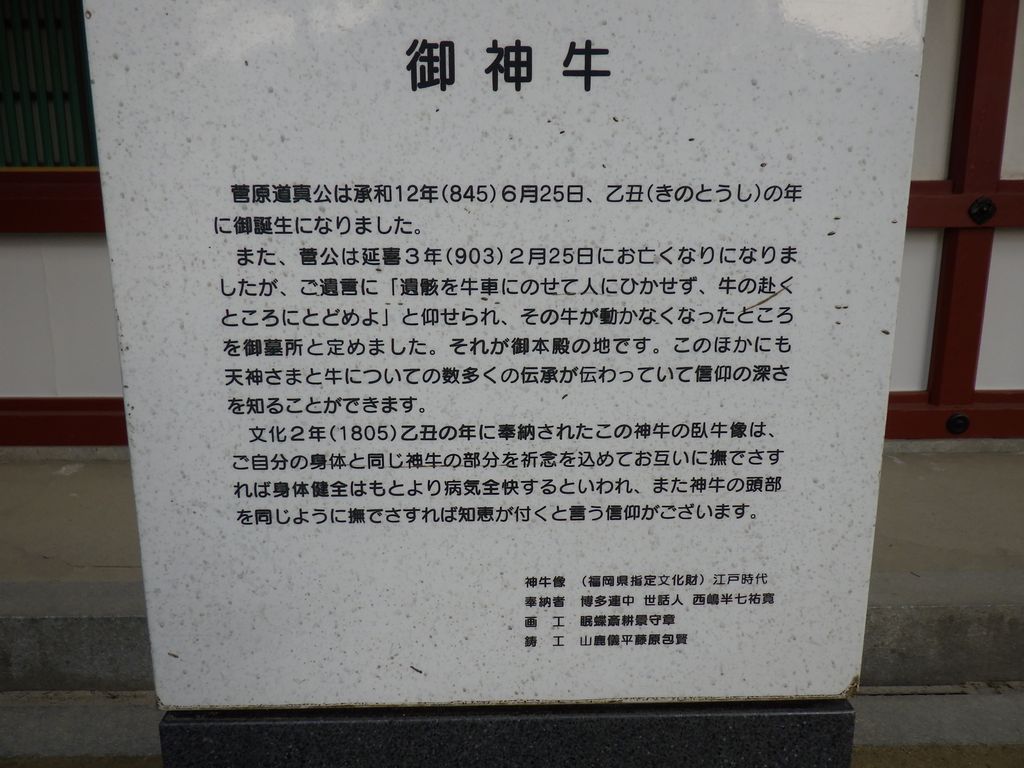 御神牛
菅原道真公は承和12年(845)6月25日、乙丑(きのとうし)の年
に御誕生になりました。
また、菅公は延喜3年(903)2月25日にお亡くなりになりま
したが、ご遺言に「遺骸を牛車にのせて人にひかせず、牛の赴く
ところにとどめよ」と仰せられ、その牛が動かなくなったところ
を御墓所と定めました。それが御本殿の地です。このほかにも
天神さまと牛についての数多くの伝承が伝わっていて信仰の深さ
を知ることができます。
文化2年(1805)乙丑の年に奉納されたこの神牛の臥牛像は、
ご自分の身体と同じ神牛の部分を祈念を込めてお互いに撫でさす
れば身体健全はもとより病気全快するといわれ、また神牛の頭部
を同じように撫でさすれば知恵が付くと言う信仰がございます。
神牛像 (福岡県指定文化財) 江戸時代
奉納者 博多連中 世話人 西嶋半七祐寛
画工 眠蝶斎耕景守章
鋳工 山鹿儀平藤原包賢